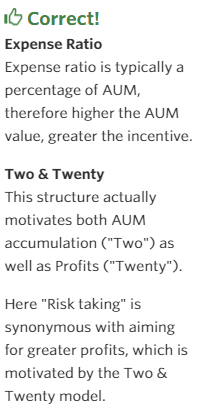 Correct!
Expense Ratio
Expense ratio is typically a
percentage of AUM,
therefore higher the AUM
value, greater the incentive.
Two & Twenty
This structure actually
motivates both AUM
accumulation ("Two") as
well as Profits ("Twenty").
Here "Risk taking" is
synonymous with aiming
for greater profits, which is
motivated by the Two &
Twenty model.